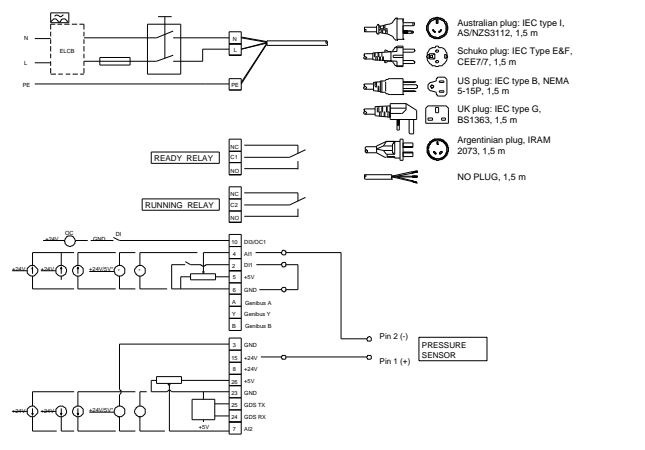 N
ELCB
L
PE
N
L
PE
Australian plug: IEC type I,
AS/NZS3112, 1,5 m
Schuko plug: IEC Type E&F,
CEE7/7, 1,5 m
US plug: IEC type B, NEMA
5-15P, 1,5 m
UK plug: IEC type G,
BS1363, 1,5 m
Argentinian plug, IRAM
2073, 1,5 m
NO PLUG, 1,5 m
READY RELAY
NC
C1
NO
RUNNING RELAY
NC
C2
NO
+24V
OC
GND
DI
10 DI3/OC1
4 AI1
2 DI1
5 +5V
6 GND
A Genibus A
Y Genibus Y
B Genibus B
+24V
+24V
+24V/5V
3 GND
15 +24V
8 +24V
26 +5V
23 GND
25 GDS TX
24 GDS RX
7 AI2
+24V
+24V
+24V/5V
+5V
Pin 2 (-)
Pin 1 (+)
PRESSURE
SENSOR